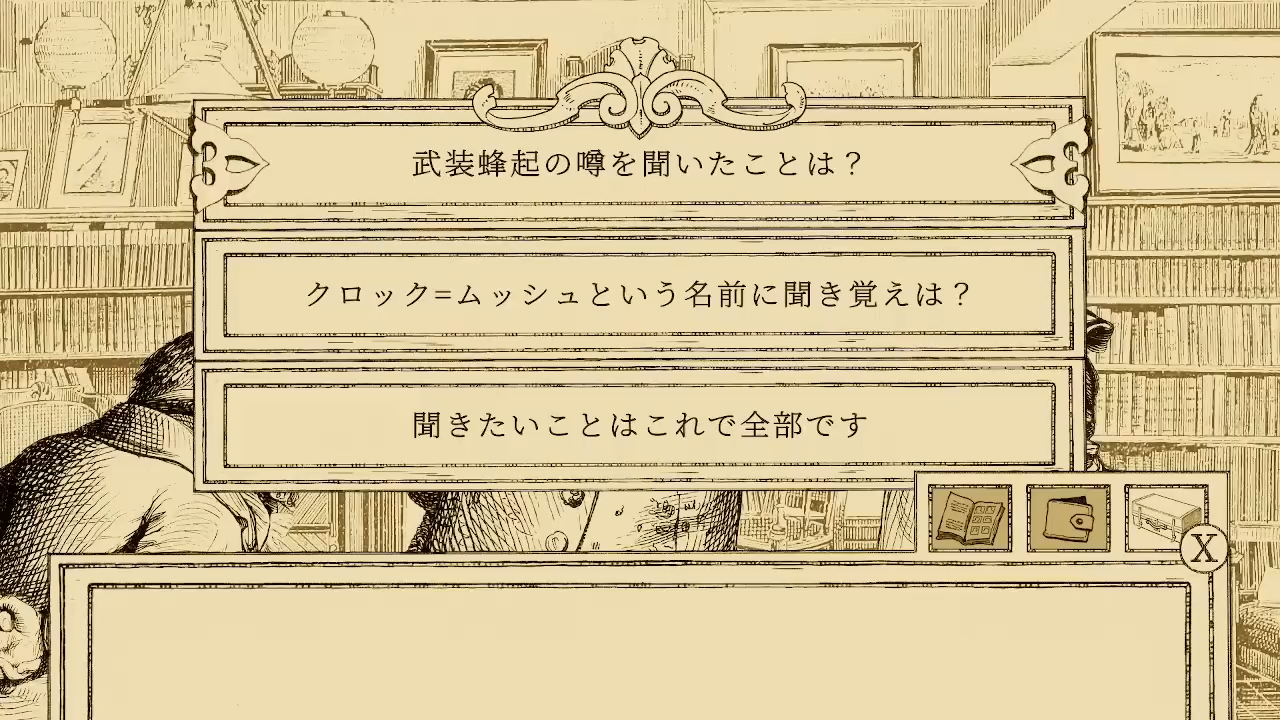 武装蜂起の噂を聞いたことは？
クロック=ムッシュという名前に聞き覚えは？
聞きたいことはこれで全部です
X